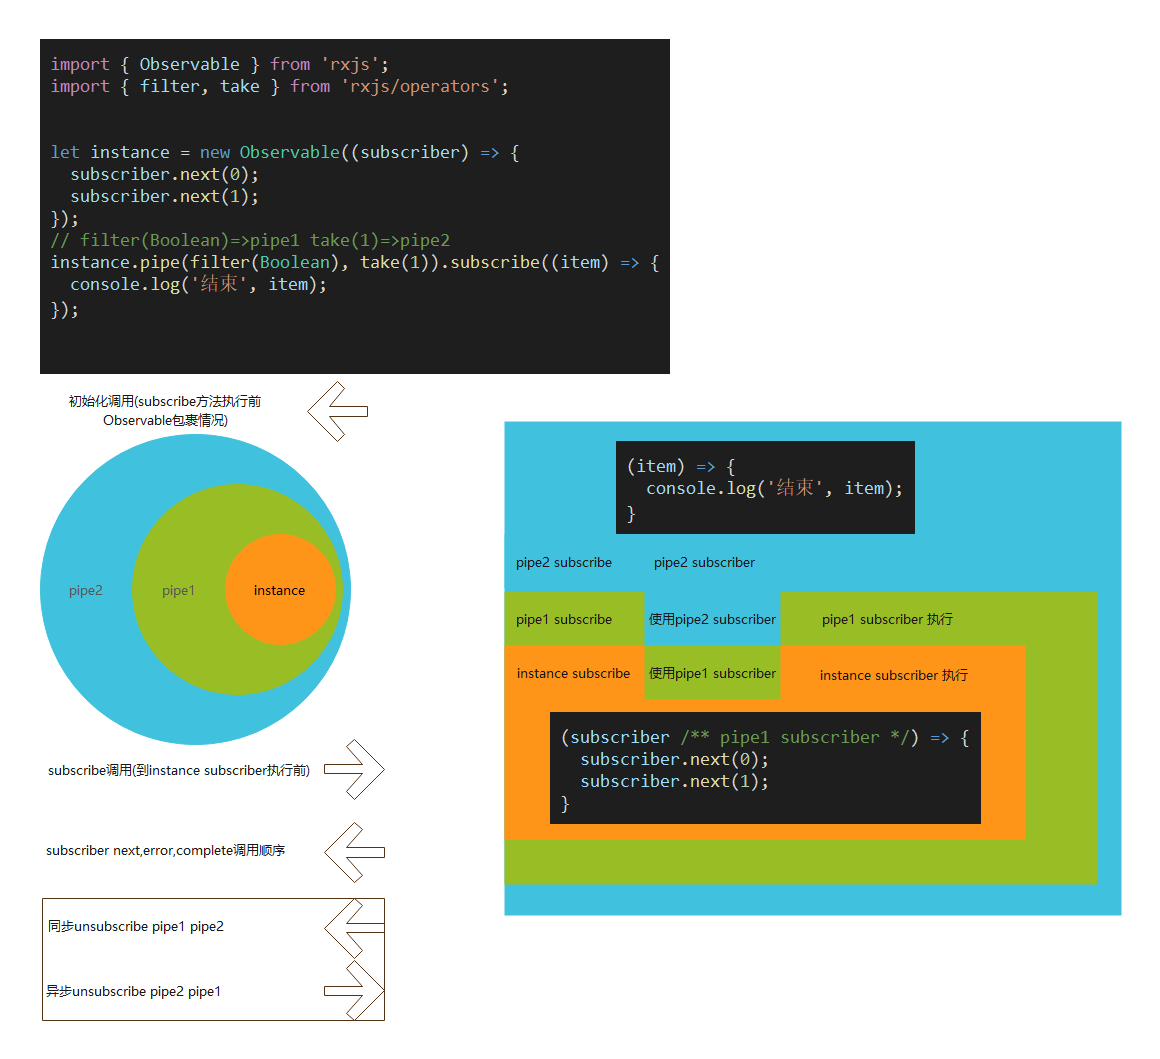 import { Observable } from 'rxjs';
import { filter, take } from 'rxjs/operators';
let instance = new Observable((subscriber) => {
  subscriber.next(0);
  subscriber.next(1);
});
// filter(Boolean)=>pipe1 take(1)=>pipe2
instance.pipe(filter(Boolean), take(1)).subscribe((item) => {
  console.log('结束', item);
});
初始化调用(subscribe方法执行前
Observable包裹情况)
pipe2
pipe1
instance
subscribe调用(到instance subscriber执行前)
subscriber next,error,complete调用顺序
同步unsubscribe pipe1 pipe2
异步unsubscribe pipe2 pipe1
(item) => {
  console.log('结束', item);
}
pipe2 subscribe
pipe2 subscriber
pipe1 subscribe
使用pipe2 subscriber
pipe1 subscriber 执行
instance subscribe
使用pipe1 subscriber
instance subscriber 执行
(subscriber /** pipe1 subscriber */) => {
  subscriber.next(0);
  subscriber.next(1);
}